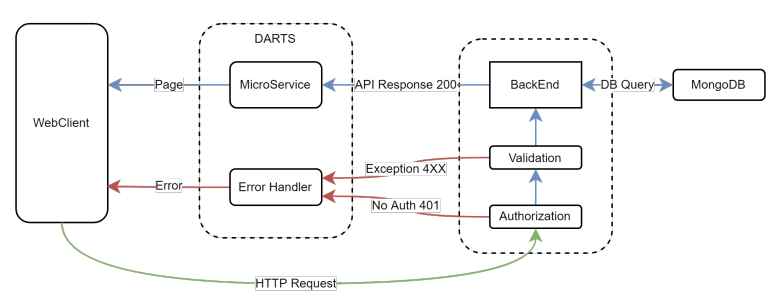 DARTS
WebClient
Page
MicroService
API Response 200
BackEnd
DB Query
MongoDB
Validation
Exception 4XX
Error
Error Handler
No Auth 401
Authorization
HTTP Request